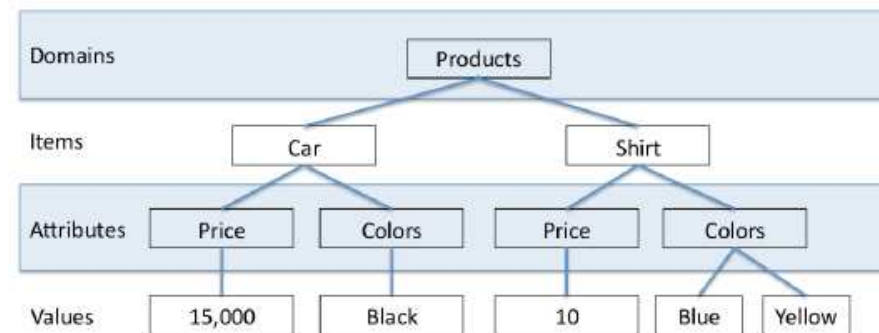 Domains
Products
Items
Car
Shirt
Attributes
Price
Colors
Price
Colors
Values
15,000
Black
10
Blue
Yellow